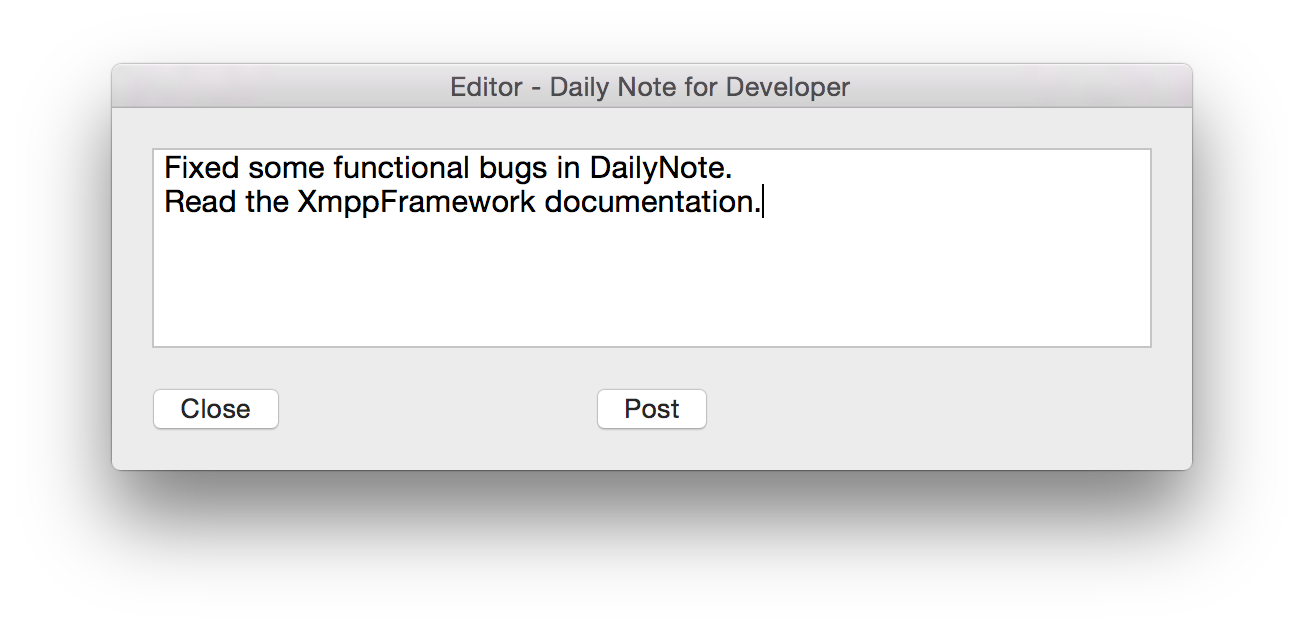 Editor - Daily Note for Developer
Fixed some functional bugs in DailyNote.
Read the XmppFramework documentation.
Close
Post